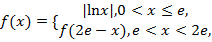 f(x) = {|lnx|,0 < x ≤ e,
f(2e − x),e < x < 2e,